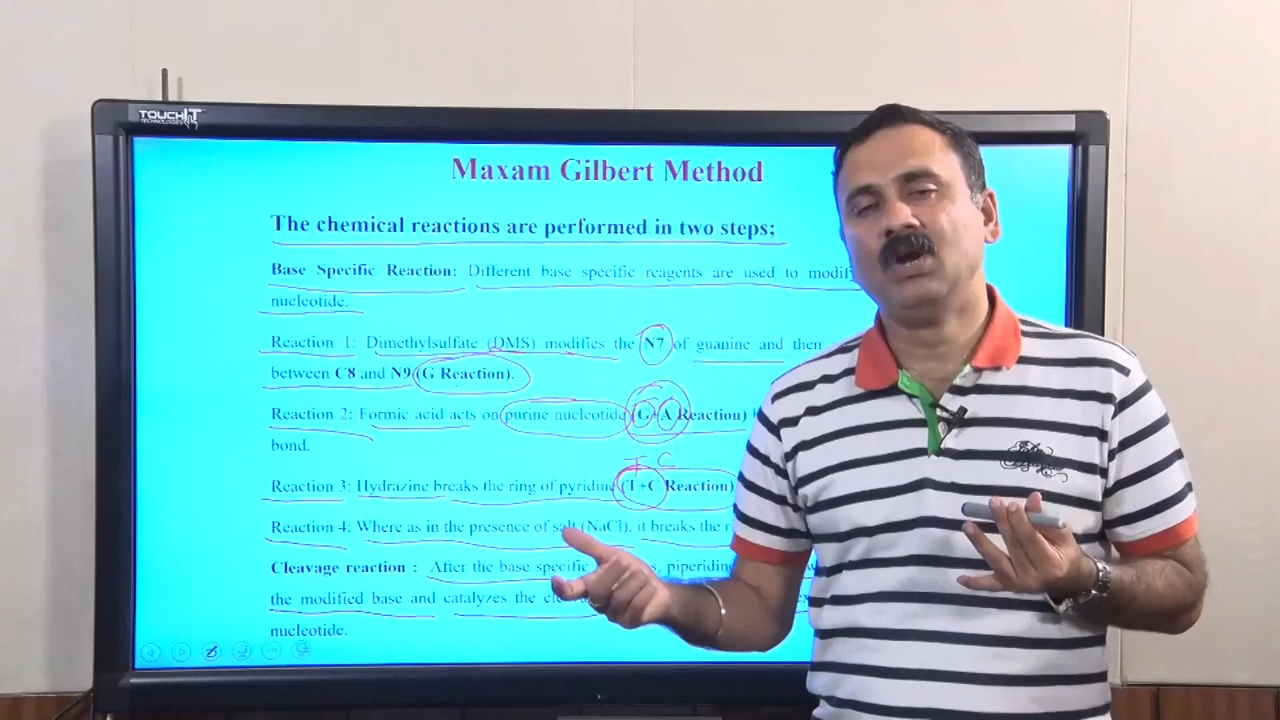 TOUCHIT
TECHNOLOGIES
Maxam Gilbert Method
The chemical reactions are performed in two steps;
Base Specific Reaction: Different base specific reagents are used to modify
nucleotide.
Reaction 1: Dimethylsulfate (DMS) modifies the N7 of guanine and then
between C8 and N9 (G Reaction).
Reaction 2: Formic acid acts on purine nucleotide (G+A Reaction)
bond.
T C
Reaction 3: Hydrazine breaks the ring of pyridine (T+C Reaction)
Reaction 4: Where as in the presence of salt (NaCl), it breaks the
Cleavage reaction : After the base specific
the modified base and catalyzes the
nucleotide.